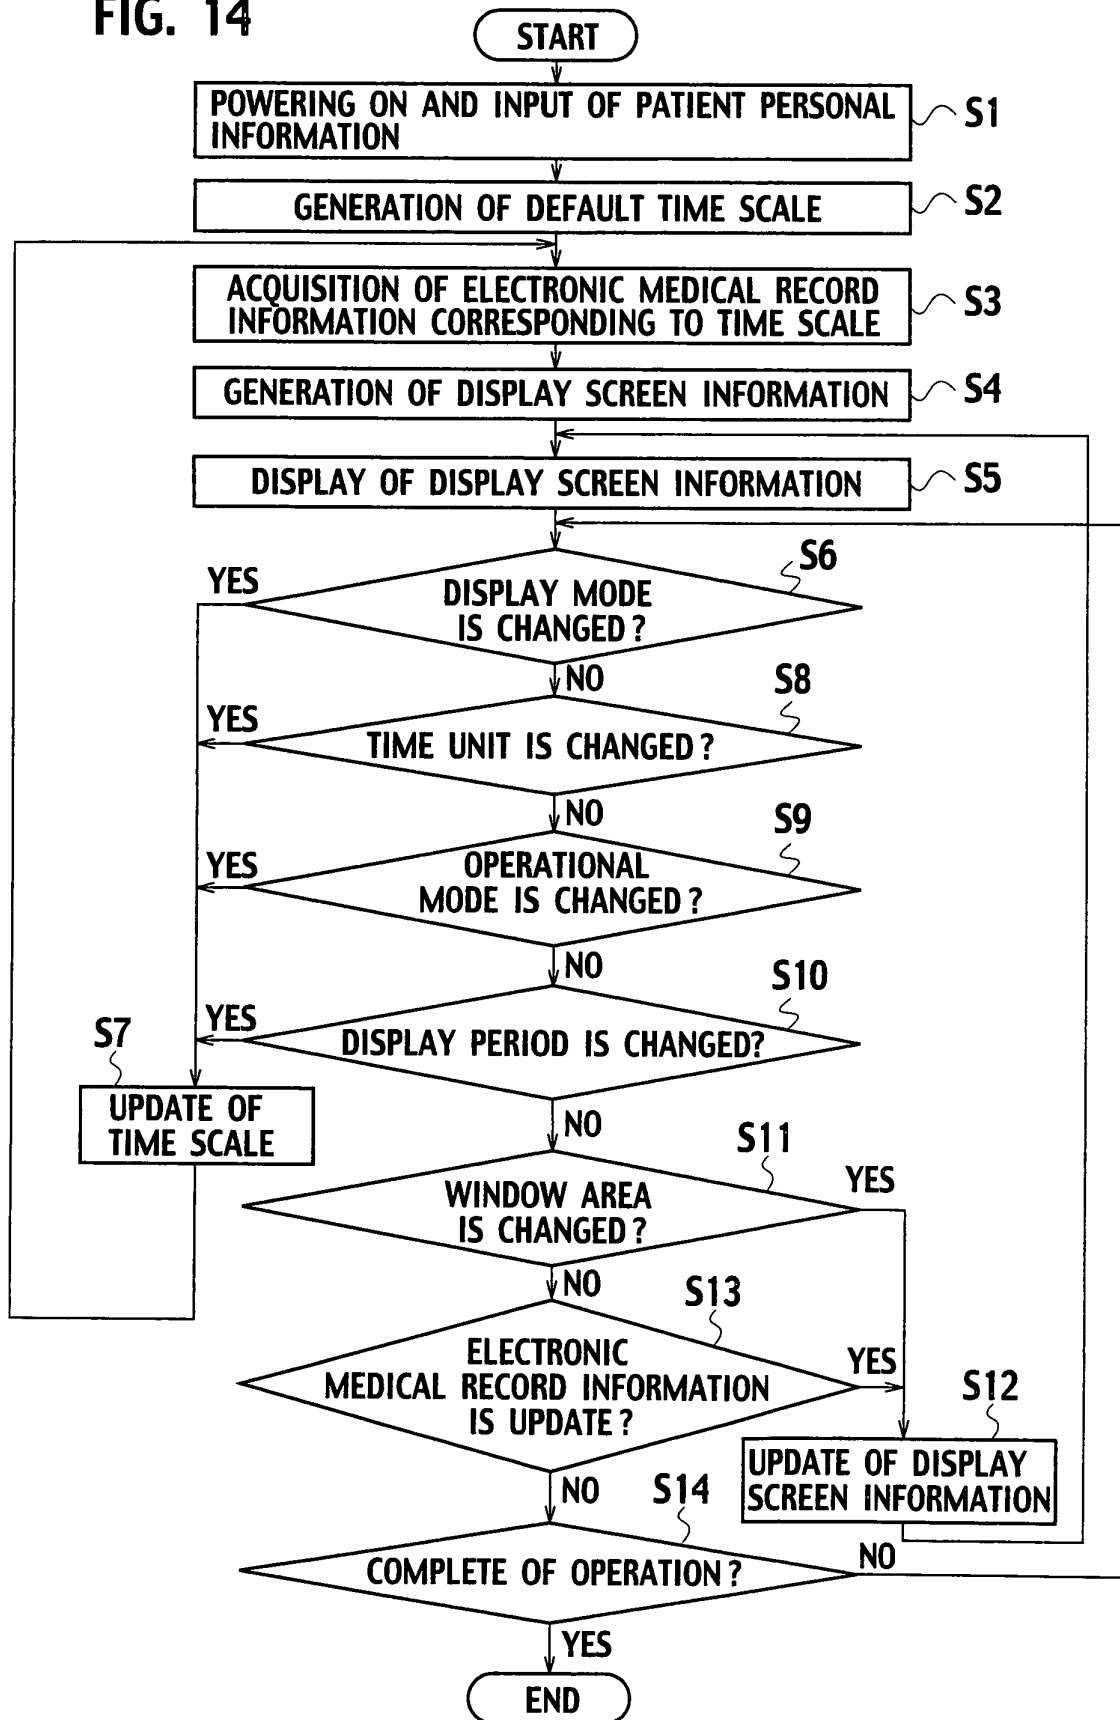 FIG. 14
START
POWERING ON AND INPUT OF PATIENT PERSONAL
INFORMATION
S1
GENERATION OF DEFAULT TIME SCALE
S2
ACQUISITION OF ELECTRONIC MEDICAL RECORD
INFORMATION CORRESPONDING TO TIME SCALE
S3
GENERATION OF DISPLAY SCREEN INFORMATION
S4
DISPLAY OF DISPLAY SCREEN INFORMATION
S5
S6
YES
DISPLAY MODE
IS CHANGED?
NO
S8
YES
TIME UNIT IS CHANGED?
NO
S9
YES
OPERATIONAL
MODE IS CHANGED?
NO
S10
YES
DISPLAY PERIOD IS CHANGED?
S7
UPDATE OF
TIME SCALE
NO
S11
YES
WINDOW AREA
IS CHANGED?
NO
S13
YES
ELECTRONIC
MEDICAL RECORD INFORMATION
IS UPDATE?
S12
UPDATE OF DISPLAY
SCREEN INFORMATION
NO
S14
COMPLETE OF OPERATION?
NO
YES
END